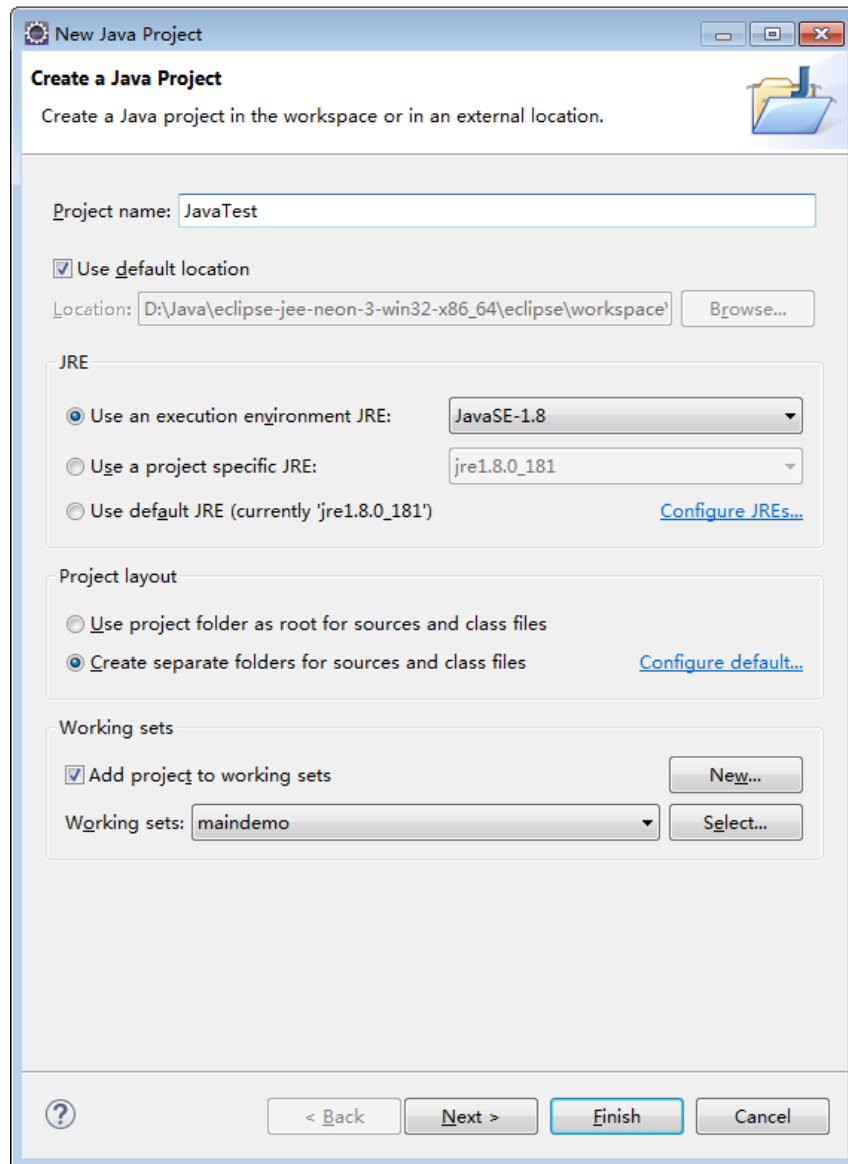 New Java Project
Create a Java Project
Create a Java project in the workspace or in an external location.
Project name: JavaTest
Use default location
Location: D:\Java\eclipse-jee-neon-3-win32-x86_64\eclipse\workspace\ Browse...
JRE
Use an execution environment JRE: JavaSE-1.8
Use a project specific JRE: jre1.8.0_181
Use default JRE (currently 'jre1.8.0_181') Configure JREs...
Project layout
Use project folder as root for sources and class files
Create separate folders for sources and class files Configure default...
Working sets
Add project to working sets New...
Working sets: maindemo Select...
? < Back Next > Finish Cancel